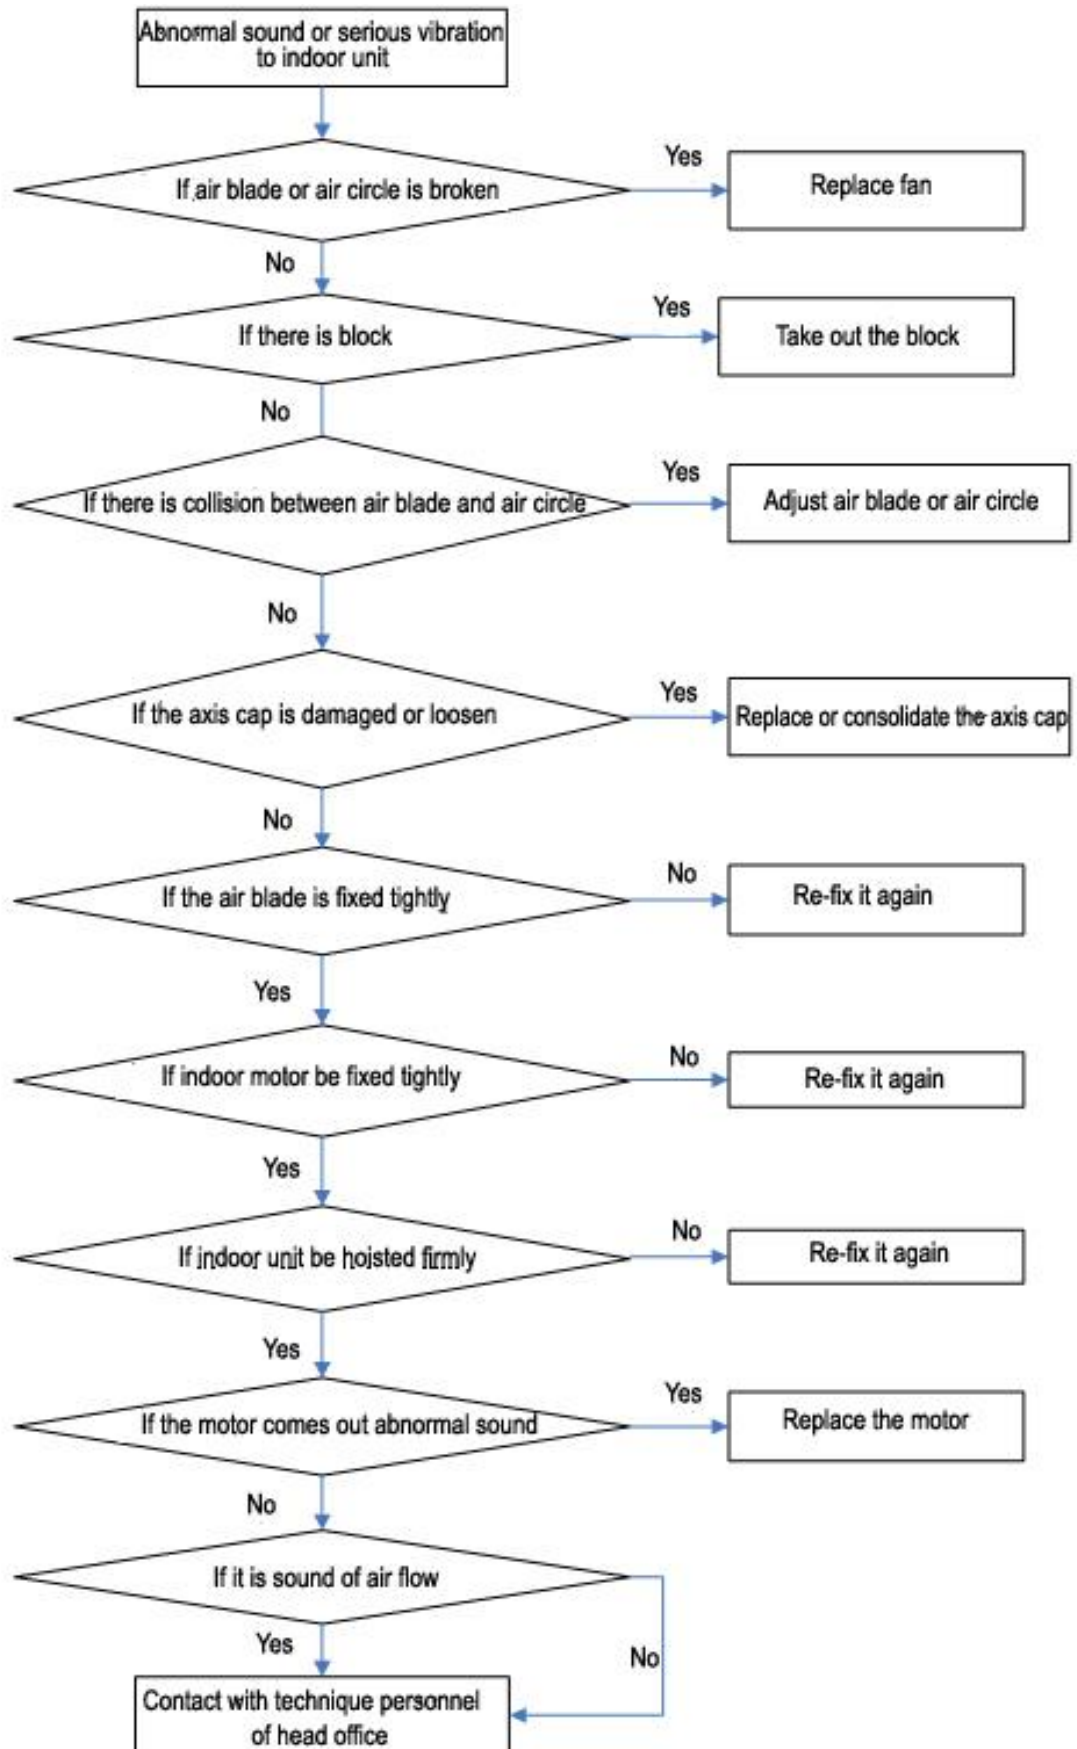 Abnormal sound or serious vibration
to indoor unit
If air blade or air circle is broken
Yes
Replace fan
No
If there is block
Yes
Take out the block
No
If there is collision between air blade and air circle
Yes
Adjust air blade or air circle
No
If the axis cap is damaged or loosen
Yes
Replace or consolidate the axis cap
No
If the air blade is fixed tightly
No
Re-fix it again
Yes
If indoor motor be fixed tightly
No
Re-fix it again
Yes
If indoor unit be hoisted firmly
No
Re-fix it again
Yes
If the motor comes out abnormal sound
Yes
Replace the motor
No
If it is sound of air flow
Yes
No
Contact with technique personnel
of head office